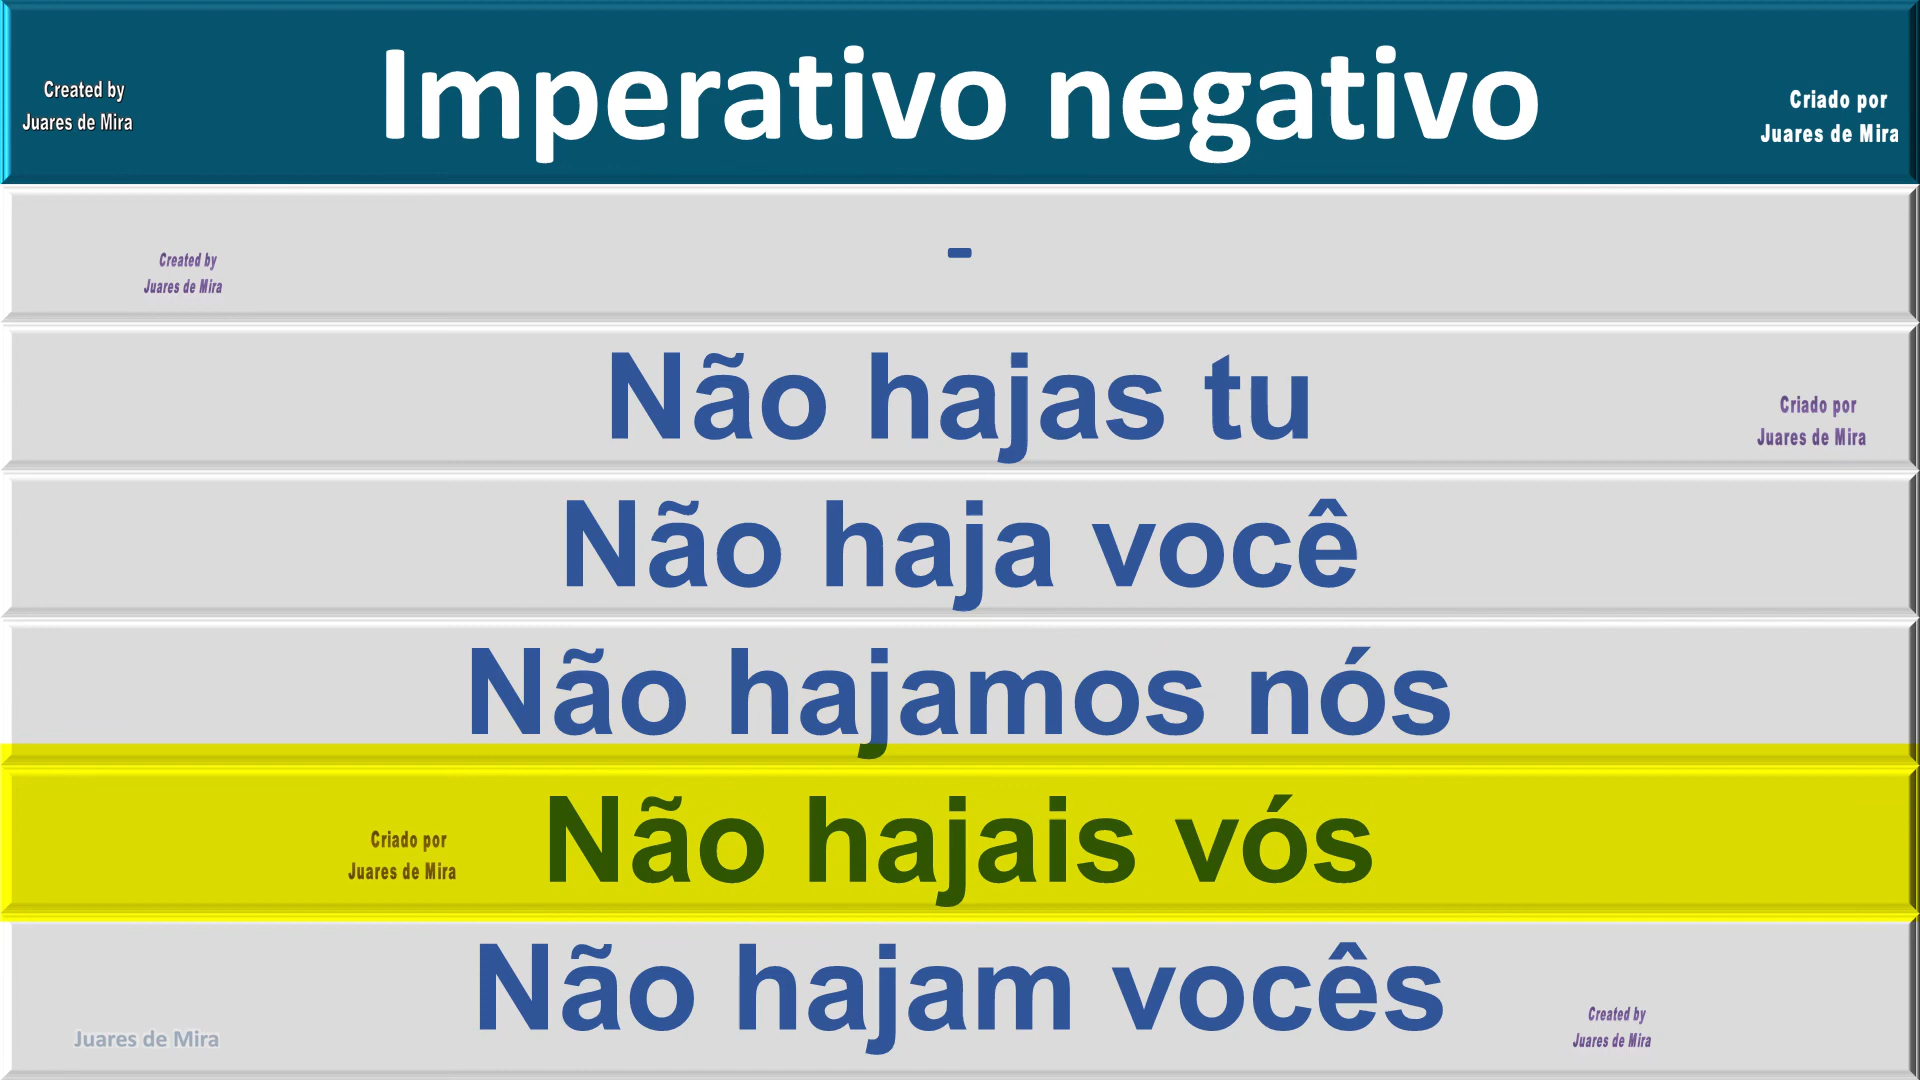 Imperativo negativo
Created by
Juares de Mira
Criado por
Juares de Mira
-
Created by
Juares de Mira
Não hajas tu
Criado por
Juares de Mira
Não haja você
Não hajamos nós
Não hajais vós
Criado por
Juares de Mira
Não hajam vocês
Juares de Mira
Created by
Juares de Mira